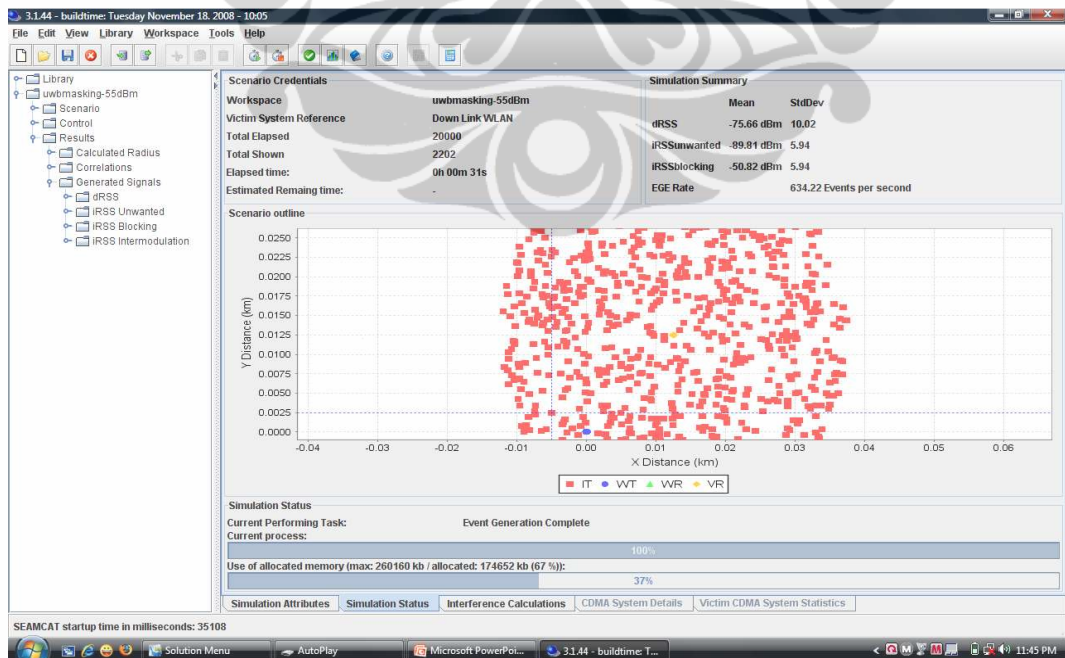 3.1.44 - buildtime: Tuesday November 18. 2008 - 10:05
File Edit View Library Workspace Tools Help
Library
uwbmasking-55dBm
Scenario
Control
Results
Calculated Radius
Correlations
Generated Signals
dRSS
iRSS Unwanted
iRSS Blocking
iRSS Intermodulation
Scenario Credentials
Workspace uwbmasking-55dBm
Victim System Reference Down Link WLAN
Total Elapsed 20000
Total Shown 2202
Elapsed time: 0h 00m 31s
Estimated Remaing time: -
Simulation Summary
Mean StdDev
dRSS -75.66 dBm 10.02
iRSSunwanted -89.81 dBm 5.94
iRSSblocking -50.82 dBm 5.94
EGE Rate 634.22 Events per second
Scenario outline
Y Distance (km)
0.0250
0.0225
0.0200
0.0175
0.0150
0.0125
0.0100
0.0075
0.0050
0.0025
0.0000
-0.04 -0.03 -0.02 -0.01 0.00 0.01 0.02 0.03 0.04 0.05 0.06
X Distance (km)
IT WT WR VR
Simulation Status
Current Performing Task: Event Generation Complete
Current process:
100%
Use of allocated memory (max: 260160 kb / allocated: 174652 kb (67 %)):
37%
Simulation Attributes Simulation Status Interference Calculations CDMA System Details Victim CDMA System Statistics
SEAMCAT startup time in milliseconds: 35108
Solution Menu AutoPlay Microsoft PowerPoi... 3.1.44 - buildtime: T... 11:45 PM